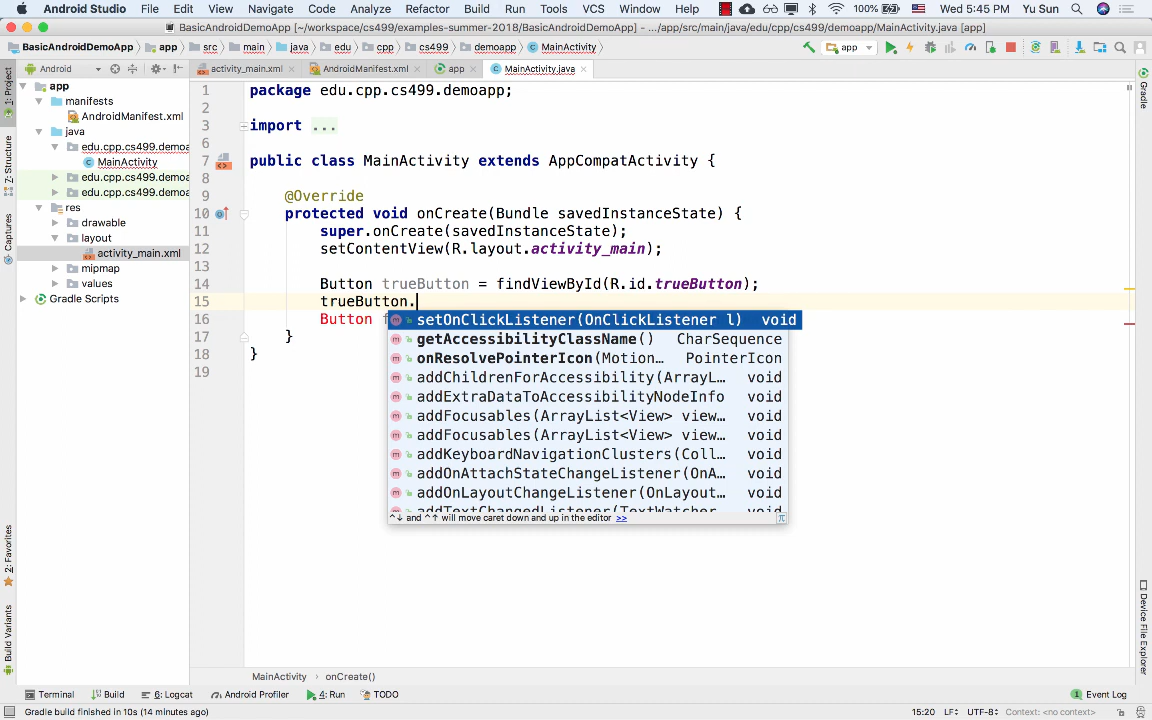 Android Studio File Edit View Navigate Code Analyze Refactor Build Run Tools VCS Window Help 100% Wed 5:45 PM Yu Sun
BasicAndroidDemoApp [~/workspace/cs499/examples-summer-2018/BasicAndroidDemoApp] - .../app/src/main/java/edu/cpp/cs499/demoapp/MainActivity.java [app]
BasicAndroidDemoApp app src main java edu cpp cs499 demoapp MainActivity app
Android activity_main.xml AndroidManifest.xml app MainActivity.java
1: Project
7: Structure
Captures
2: Favorites
Build Variants
Gradle
Device File Explorer
app
manifests
AndroidManifest.xml
java
edu.cpp.cs499.demoa
MainActivity
edu.cpp.cs499.demoa
edu.cpp.cs499.demoa
res
drawable
layout
activity_main.xml
mipmap
values
Gradle Scripts
1 package edu.cpp.cs499.demoapp;
2
3 import ...
6
7 public class MainActivity extends AppCompatActivity {
8
9 @Override
10 protected void onCreate(Bundle savedInstanceState) {
11 super.onCreate(savedInstanceState);
12 setContentView(R.layout.activity_main);
13
14 Button trueButton = findViewById(R.id.trueButton);
15 trueButton.
16 Button f
17 }
18 }
19
setOnClickListener(OnClickListener l) void
getAccessibilityClassName() CharSequence
onResolvePointerIcon(Motion... PointerIcon
addChildrenForAccessibility(ArrayL... void
addExtraDataToAccessibilityNodeInfo void
addFocusables(ArrayList<View> view... void
addFocusables(ArrayList<View> view... void
addKeyboardNavigationClusters(Coll... void
addOnAttachStateChangeListener(OnA... void
addOnLayoutChangeListener(OnLayout... void
addTextChangedListener(TextWatcher void
^↓ and ^↑ will move caret down and up in the editor >> π
MainActivity › onCreate()
Terminal Build 6: Logcat Android Profiler 4: Run TODO 1 Event Log
Gradle build finished in 10s (14 minutes ago) 15:20 LF÷ UTF-8÷ Context: <no context>